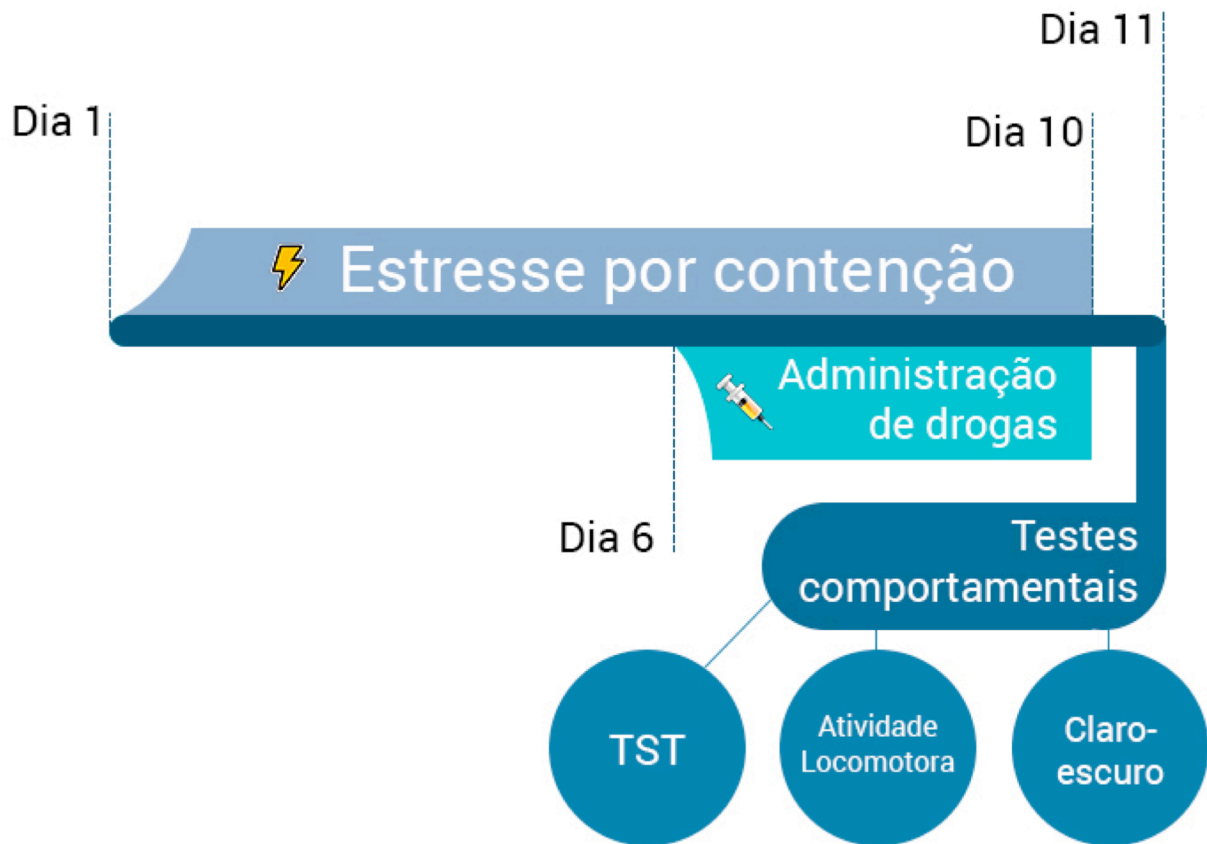 Dia 11
Dia 1
Dia 10
Estresse por contenção
Administração
de drogas
Dia 6
Testes
comportamentais
TST
Atividade
Locomotora
Claro-
escuro